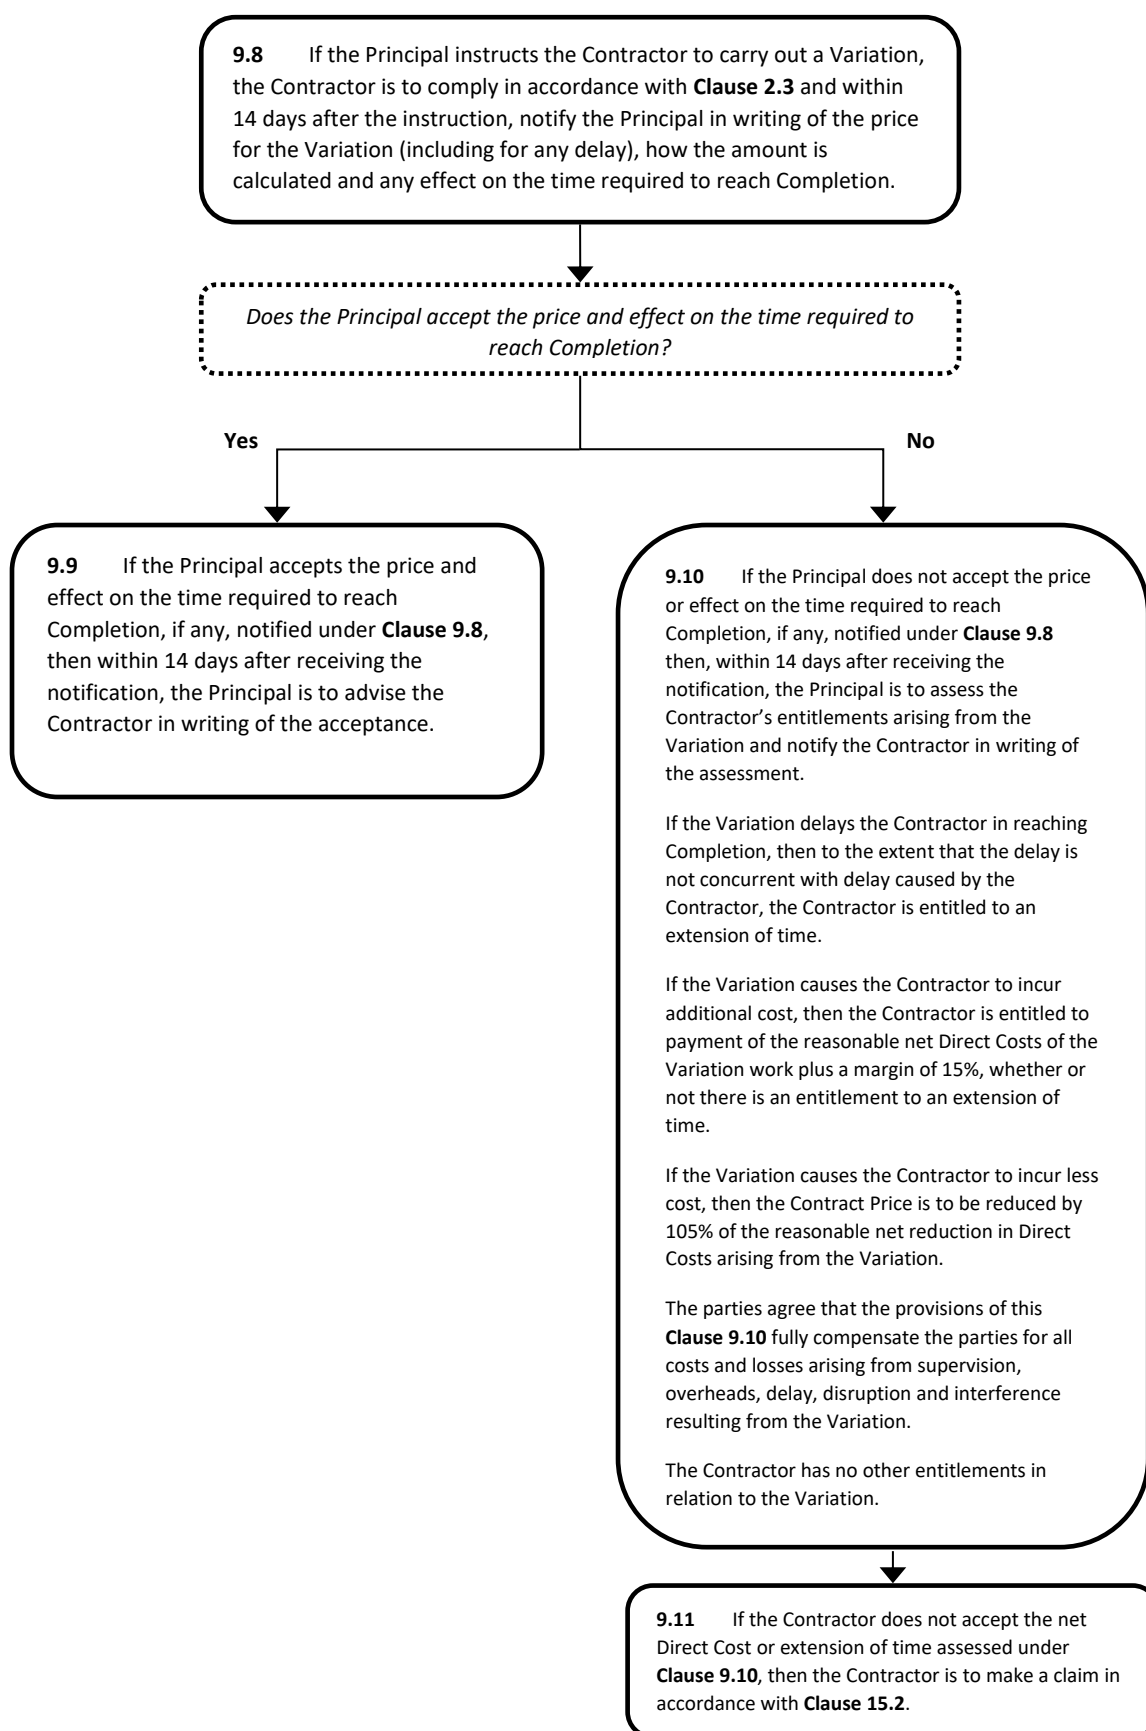 9.8 If the Principal instructs the Contractor to carry out a Variation,
the Contractor is to comply in accordance with Clause 2.3 and within
14 days after the instruction, notify the Principal in writing of the price
for the Variation (including for any delay), how the amount is
calculated and any effect on the time required to reach Completion.
Does the Principal accept the price and effect on the time required to
reach Completion?
Yes
No
9.9 If the Principal accepts the price and
effect on the time required to reach
Completion, if any, notified under Clause 9.8,
then within 14 days after receiving the
notification, the Principal is to advise the
Contractor in writing of the acceptance.
9.10 If the Principal does not accept the price
or effect on the time required to reach
Completion, if any, notified under Clause 9.8
then, within 14 days after receiving the
notification, the Principal is to assess the
Contractor’s entitlements arising from the
Variation and notify the Contractor in writing of
the assessment.
If the Variation delays the Contractor in reaching
Completion, then to the extent that the delay is
not concurrent with delay caused by the
Contractor, the Contractor is entitled to an
extension of time.
If the Variation causes the Contractor to incur
additional cost, then the Contractor is entitled to
payment of the reasonable net Direct Costs of the
Variation work plus a margin of 15%, whether or
not there is an entitlement to an extension of
time.
If the Variation causes the Contractor to incur less
cost, then the Contract Price is to be reduced by
105% of the reasonable net reduction in Direct
Costs arising from the Variation.
The parties agree that the provisions of this
Clause 9.10 fully compensate the parties for all
costs and losses arising from supervision,
overheads, delay, disruption and interference
resulting from the Variation.
The Contractor has no other entitlements in
relation to the Variation.
9.11 If the Contractor does not accept the net
Direct Cost or extension of time assessed under
Clause 9.10, then the Contractor is to make a claim in
accordance with Clause 15.2.